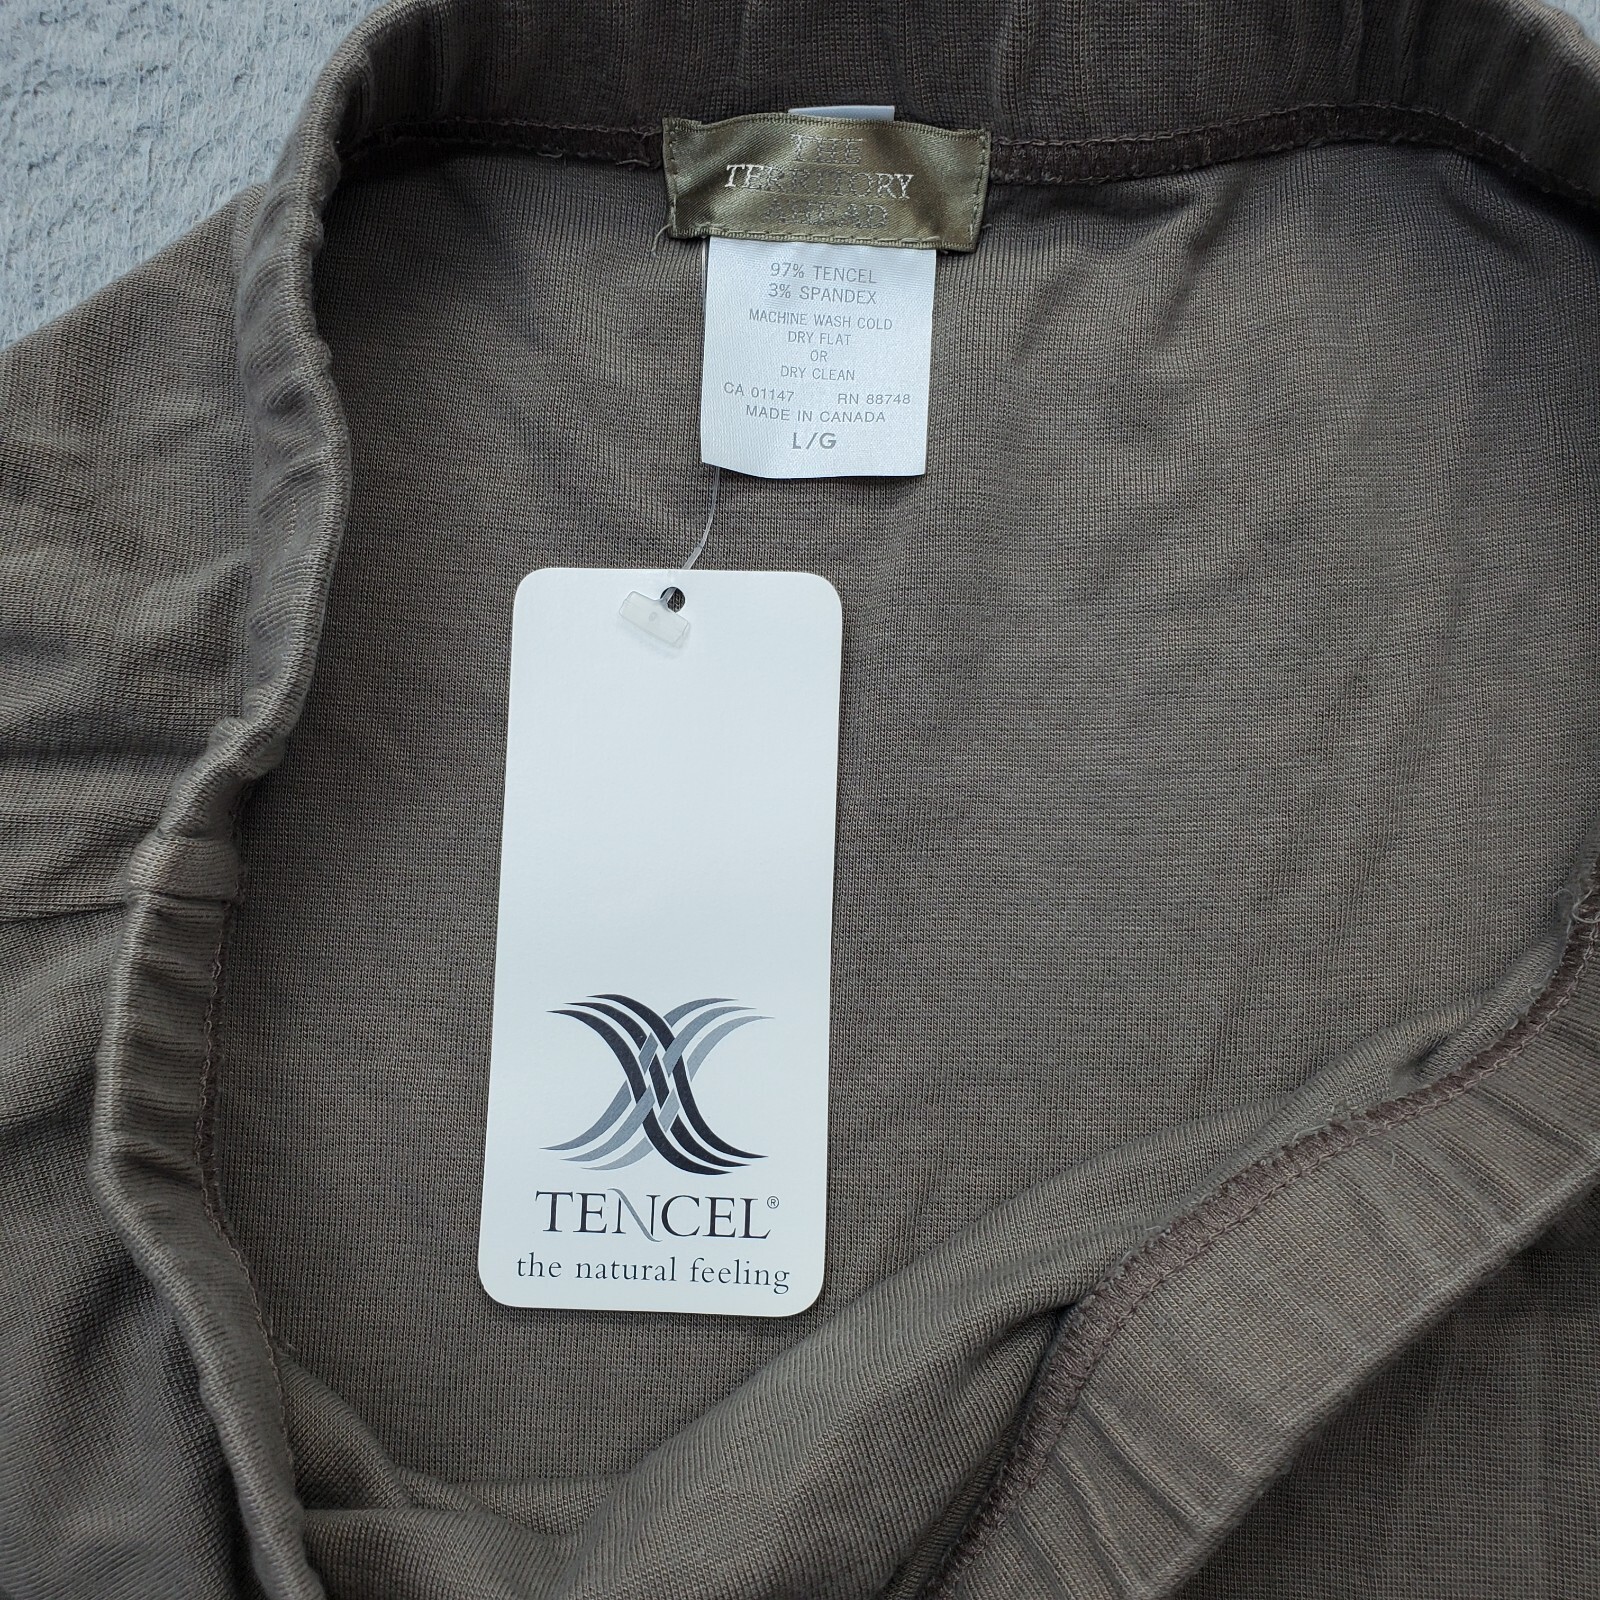 THE
TERRITORY
AHEAD
97% TENCEL
3% SPANDEX
MACHINE WASH COLD
DRY FLAT
OR
DRY CLEAN
CA 01147 RN 88748
MADE IN CANADA
L/G
TENCEL®
the natural feeling